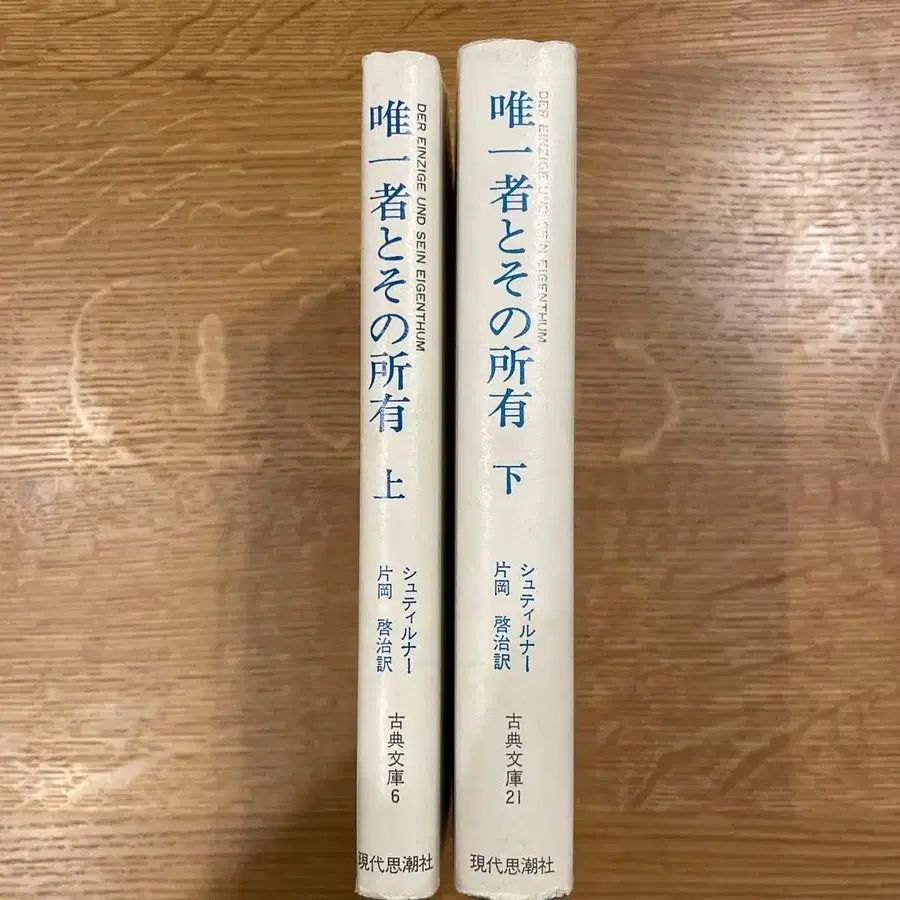 唯一者とその所有 上
DER EINZIGE UND SEIN EIGENTHUM
シュティルナー
片岡 啓治訳
古典文庫
6
現代思潮社
唯一者とその所有 下
DER EINZIGE UND SEIN EIGENTHUM
シュティルナー
片岡 啓治訳
古典文庫
21
現代思潮社